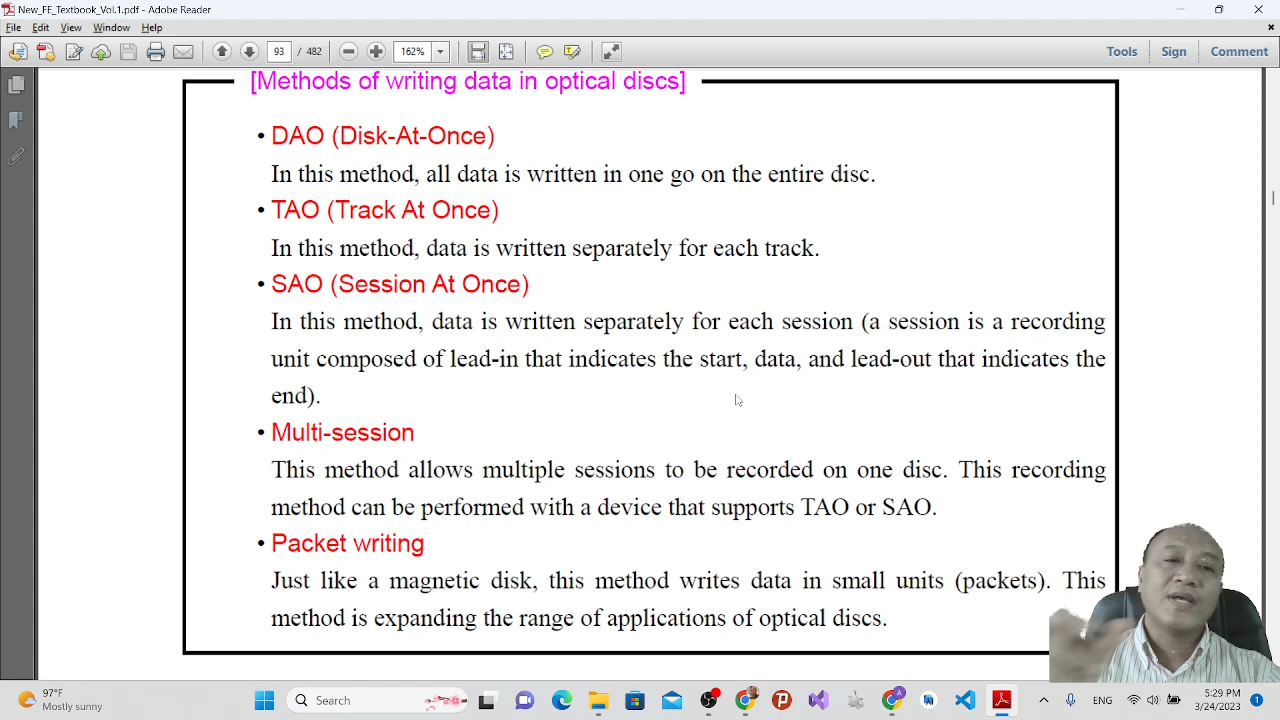 New_FE_Textbook_Vol.1.pdf - Adobe Reader
File Edit View Window Help
93 / 482 162% Tools Sign Comment
[Methods of writing data in optical discs]
• DAO (Disk-At-Once)
In this method, all data is written in one go on the entire disc.
• TAO (Track At Once)
In this method, data is written separately for each track.
• SAO (Session At Once)
In this method, data is written separately for each session (a session is a recording
unit composed of lead-in that indicates the start, data, and lead-out that indicates the
end).
• Multi-session
This method allows multiple sessions to be recorded on one disc. This recording
method can be performed with a device that supports TAO or SAO.
• Packet writing
Just like a magnetic disk, this method writes data in small units (packets). This
method is expanding the range of applications of optical discs.
97°F
Mostly sunny
Search
ENG
5:29 PM
3/24/2023
1